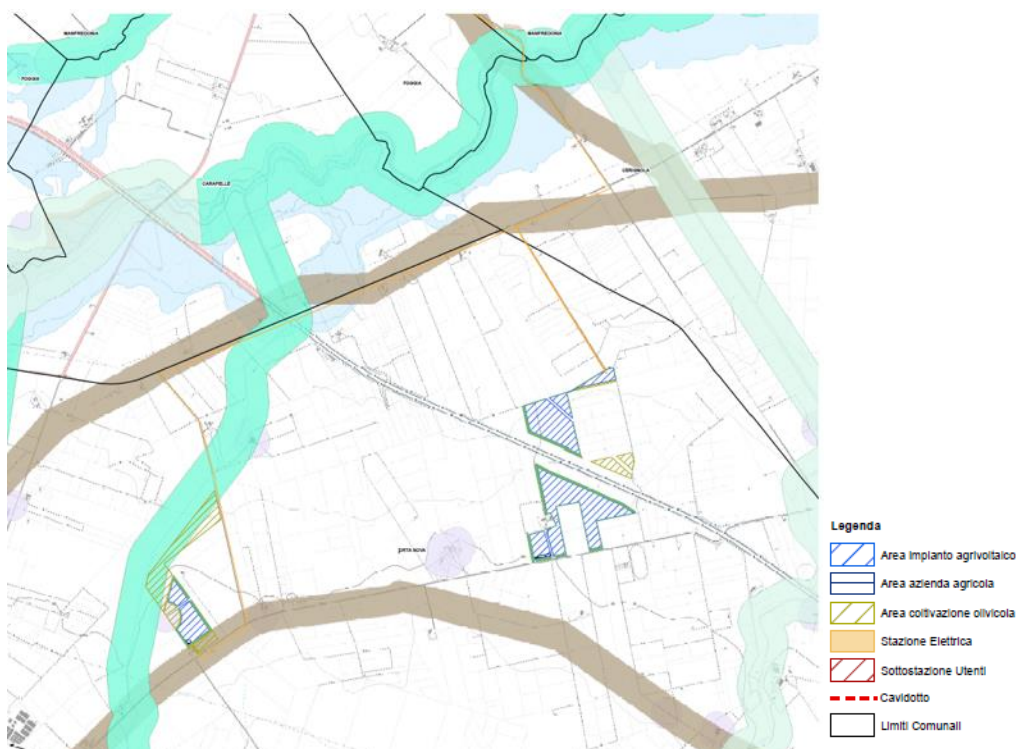 MANFREDONIA
MANFREDONIA
FOGGIA
FOGGIA
CERIGNOLA
CARAPELLE
ORTA NOVA
Legenda
Area impianto agrivoltaico
Area azienda agricola
Area coltivazione olivicola
Stazione Elettrica
Sottostazione Utenti
Cavidotto
Limiti Comunali